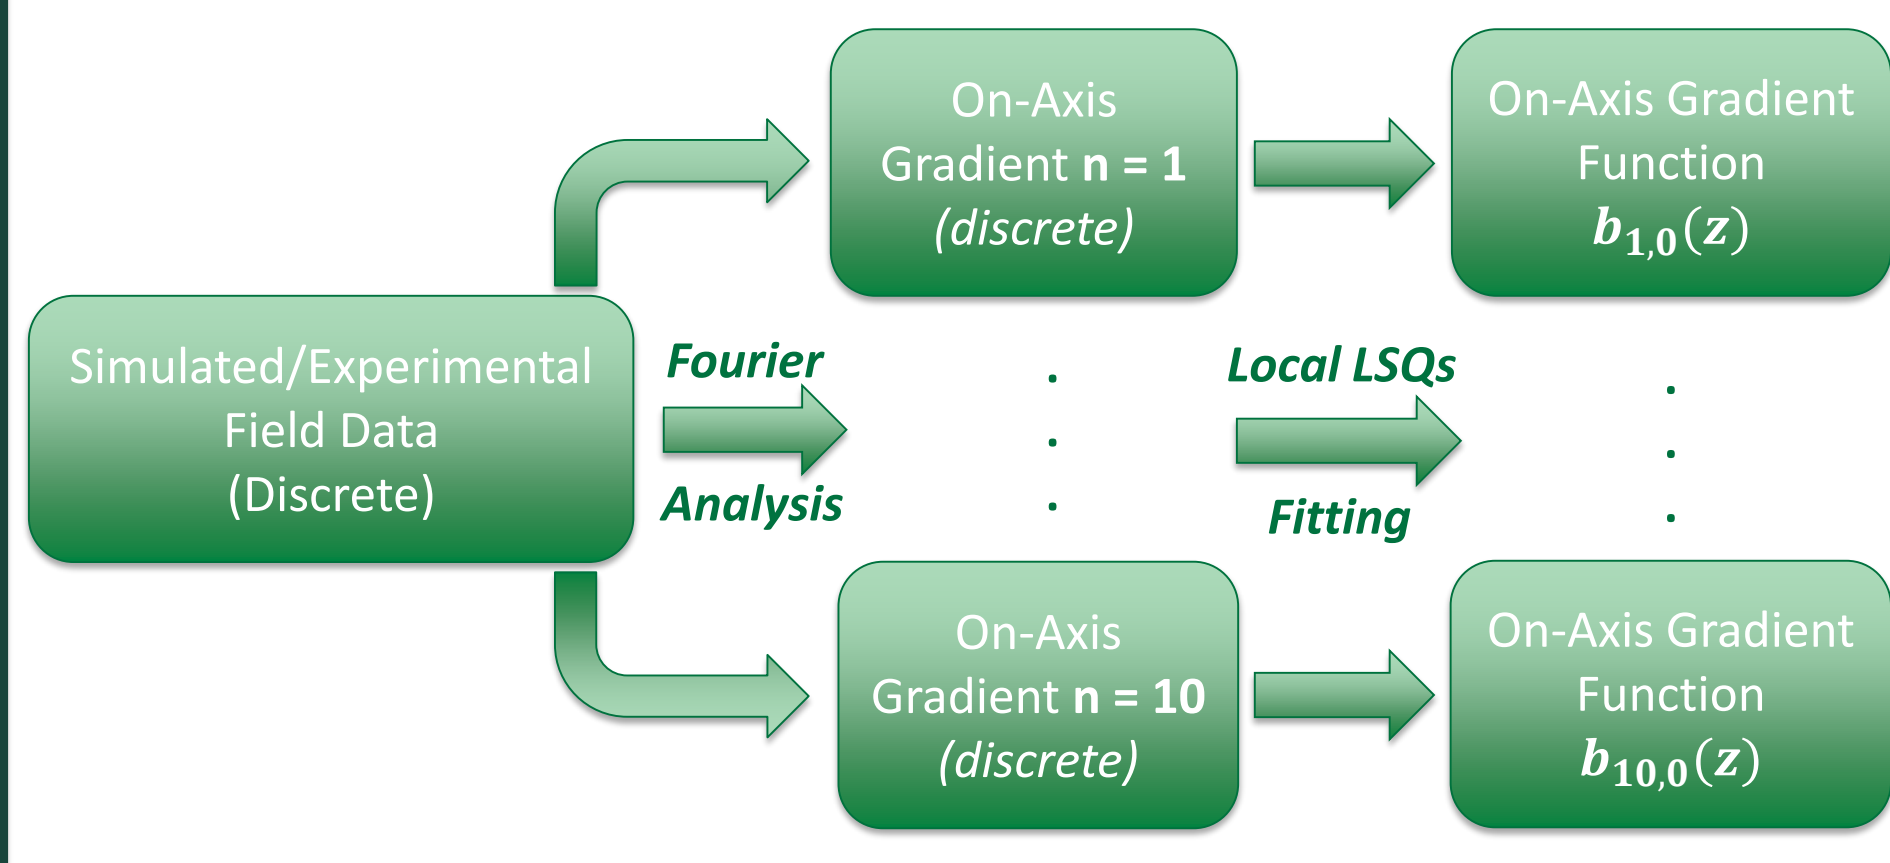 Simulated/Experimental
Field Data
(Discrete)
Fourier
Analysis
On-Axis
Gradient n = 1
(discrete)
.
.
.
On-Axis
Gradient n = 10
(discrete)
Local LSQs
Fitting
On-Axis Gradient
Function
b₁,₀(z)
.
.
.
On-Axis Gradient
Function
b₁₀,₀(z)